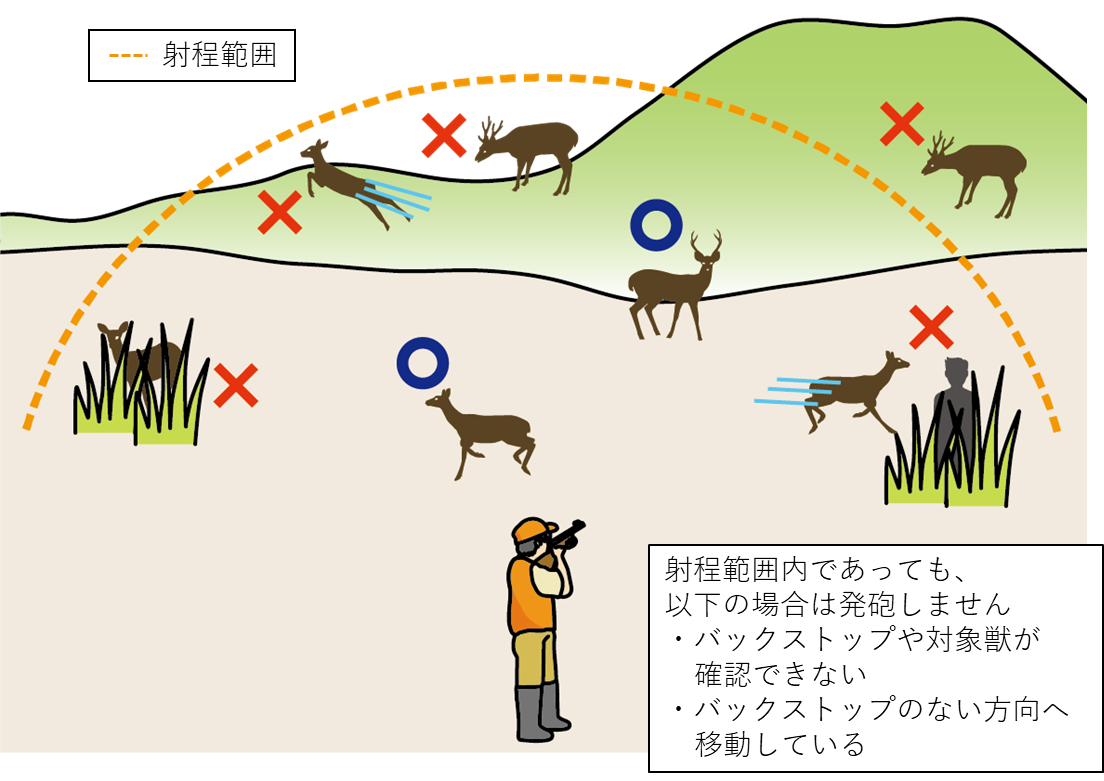 射程範囲
射程範囲内であっても、
以下の場合は発砲しません
・バックストップや対象獣が
確認できない
・バックストップのない方向へ
移動している